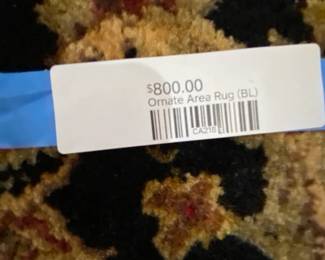 $800.00
Ornate Area Rug (BL)
CA218